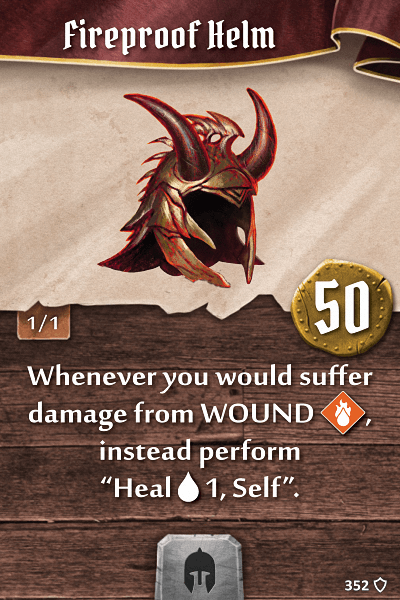 Fireproof Helm
1/1
50
Whenever you would suffer
damage from WOUND ,
instead perform
“Heal 1, Self”.
352